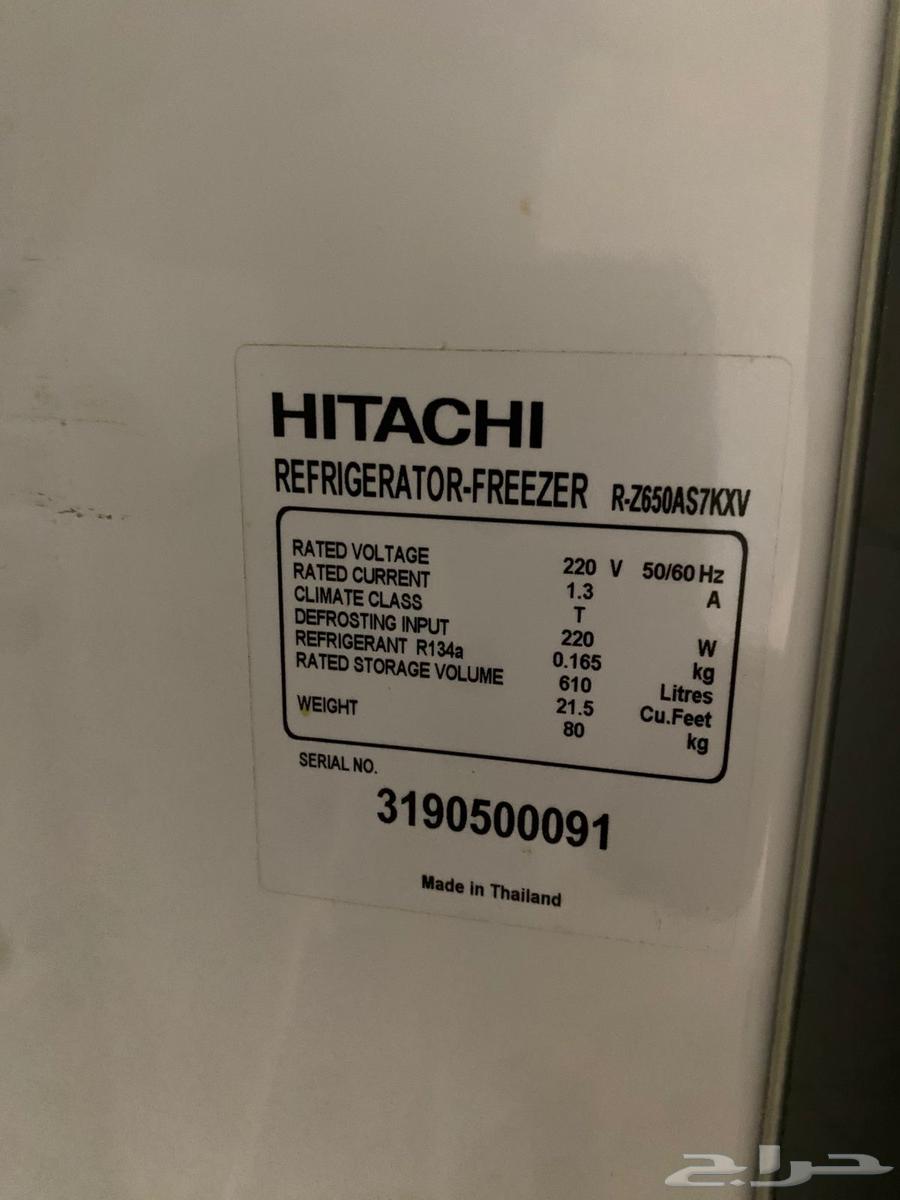 HITACHI
REFRIGERATOR-FREEZER R-Z650AS7KXV
RATED VOLTAGE 220 V 50/60 Hz
RATED CURRENT 1.3 A
CLIMATE CLASS T
DEFROSTING INPUT 220 W
REFRIGERANT R134a 0.165 kg
RATED STORAGE VOLUME 610 Litres
21.5 Cu.Feet
WEIGHT 80 kg
SERIAL NO.
3190500091
Made in Thailand
حراج